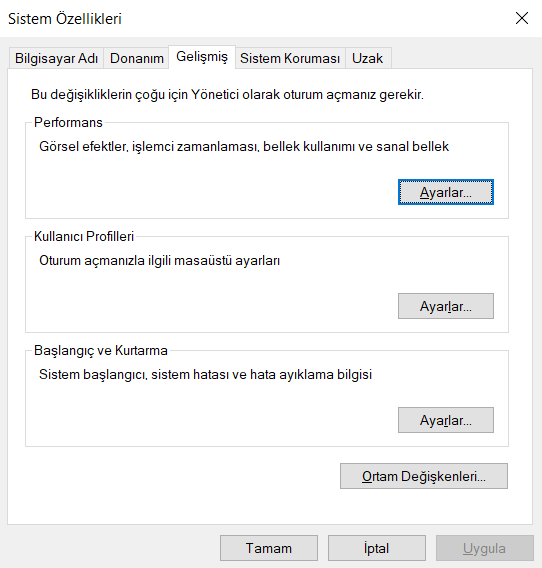 Sistem Özellikleri
Bilgisayar Adı Donanım Gelişmiş Sistem Koruması Uzak
Bu değişikliklerin çoğu için Yönetici olarak oturum açmanız gerekir.
Performans
Görsel efektler, işlemci zamanlaması, bellek kullanımı ve sanal bellek
Ayarlar...
Kullanıcı Profilleri
Oturum açmanızla ilgili masaüstü ayarları
Ayarlar...
Başlangıç ve Kurtarma
Sistem başlangıcı, sistem hatası ve hata ayıklama bilgisi
Ayarlar...
Ortam Değişkenleri...
Tamam İptal Uygula